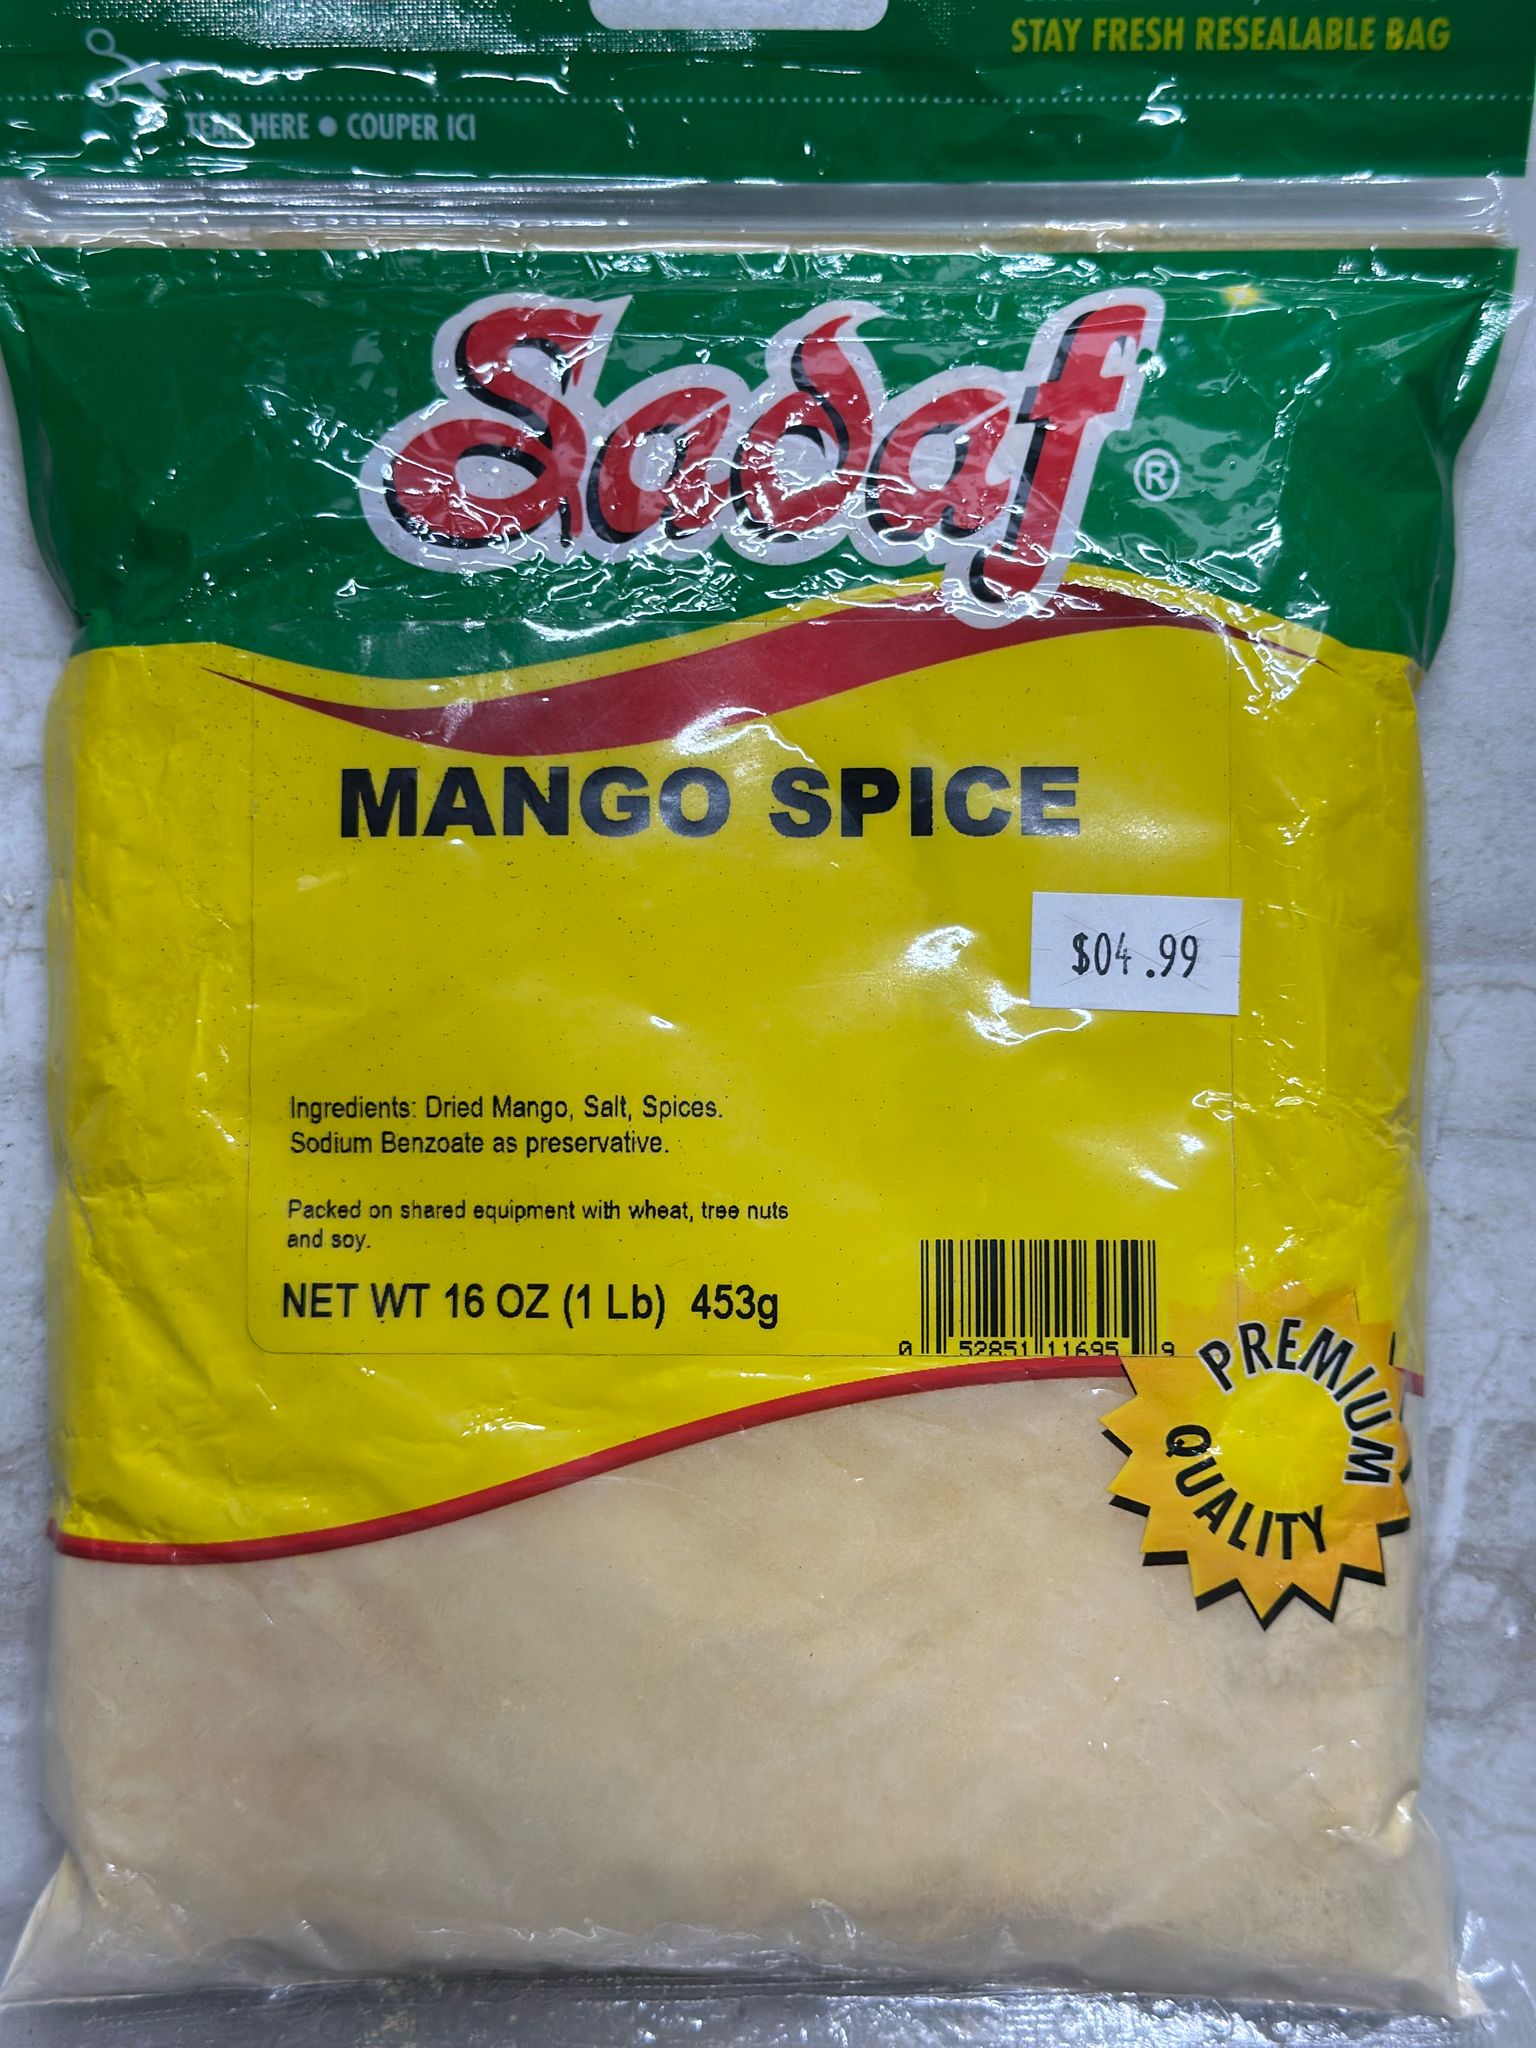 STAY FRESH RESEALABLE BAG
TEAR HERE ● COUPER ICI
Sadaf®
MANGO SPICE
$04.99
Ingredients: Dried Mango, Salt, Spices.
Sodium Benzoate as preservative.
Packed on shared equipment with wheat, tree nuts
and soy.
NET WT 16 OZ (1 Lb) 453g
0 52851 11695 9
PREMIUM
QUALITY